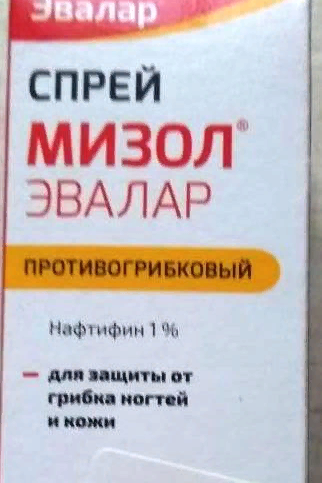 Эвалар
СПРЕЙ
МИЗОЛ®
ЭВАЛАР
ПРОТИВОГРИБКОВЫЙ
Нафтифин 1%
— для защиты от
грибка ногтей
и кожи